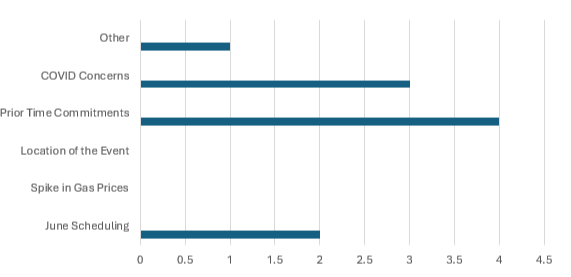 Other
COVID Concerns
Prior Time Commitments
Location of the Event
Spike in Gas Prices
June Scheduling
0 0.5 1 1.5 2 2.5 3 3.5 4 4.5